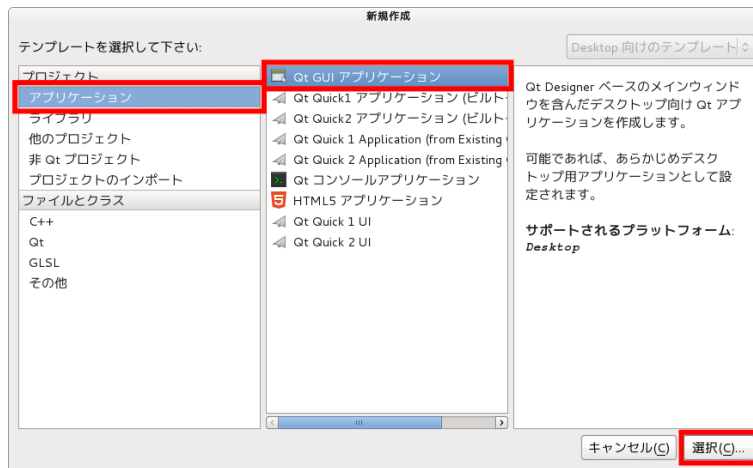 新規作成
テンプレートを選択して下さい:
Desktop 向けのテンプレート
プロジェクト
アプリケーション
ライブラリ
他のプロジェクト
非 Qt プロジェクト
プロジェクトのインポート
ファイルとクラス
C++
Qt
GLSL
その他
Qt GUI アプリケーション
Qt Quick1 アプリケーション (ビルト
Qt Quick2 アプリケーション (ビルト
Qt Quick 1 Application (from Existing
Qt Quick 2 Application (from Existing
Qt コンソールアプリケーション
HTML5 アプリケーション
Qt Quick 1 UI
Qt Quick 2 UI
Qt Designer ベースのメインウィンド
ウを含んだデスクトップ向け Qt アプ
リケーションを作成します。
可能であれば、あらかじめデスク
トップ用アプリケーションとして設
定されます。
サポートされるプラットフォーム:
Desktop
キャンセル(C)
選択(C)...